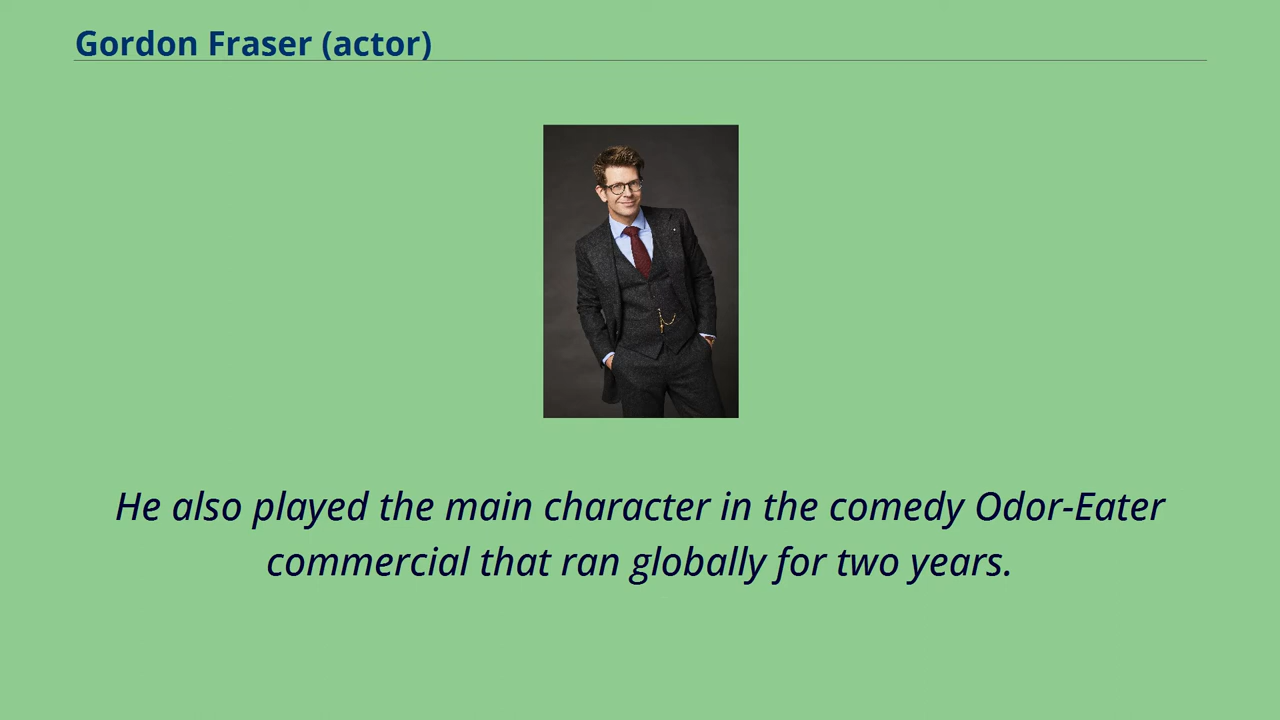 Gordon Fraser (actor)
He also played the main character in the comedy Odor-Eater
commercial that ran globally for two years.